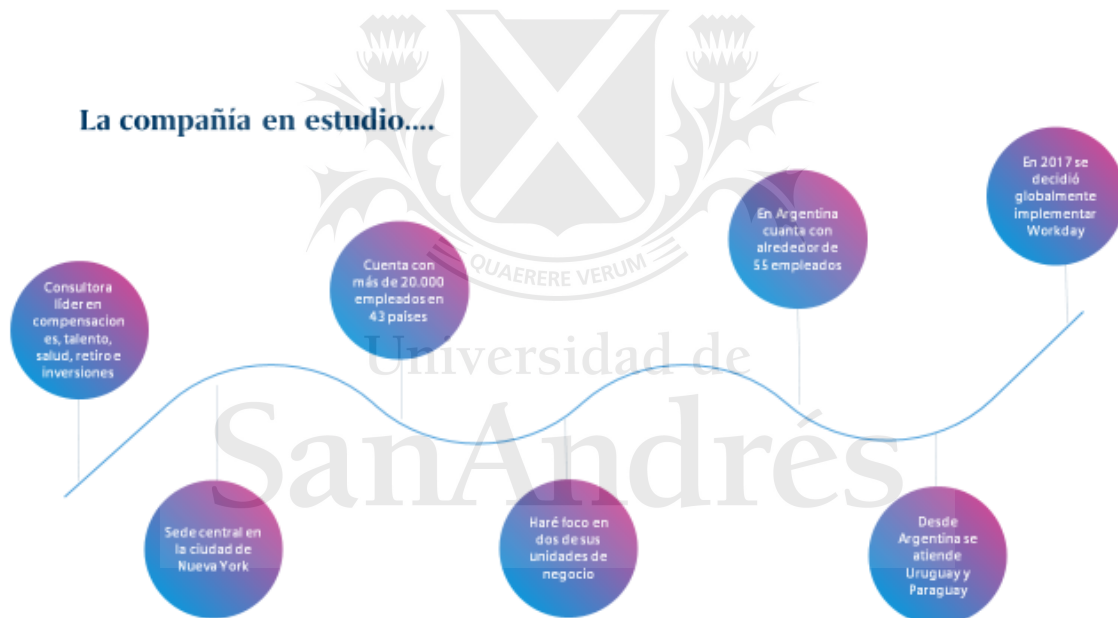 La compañía en estudio....
Consultora
líder en
compensacion
es, talento,
salud, retiro e
inversiones
Sede central en
la ciudad de
Nueva York
Cuenta con
más de 20.000
empleados en
43 países
Haré foco en
dos de sus
unidades de
negocio
En Argentina
cuanta con
alrededor de
55 empleados
Desde
Argentina se
atiende
Uruguay y
Paraguay
En 2017 se
decidió
globalmente
implementar
Workday
QUAERERE VERUM
Universidad de
SanAndrés